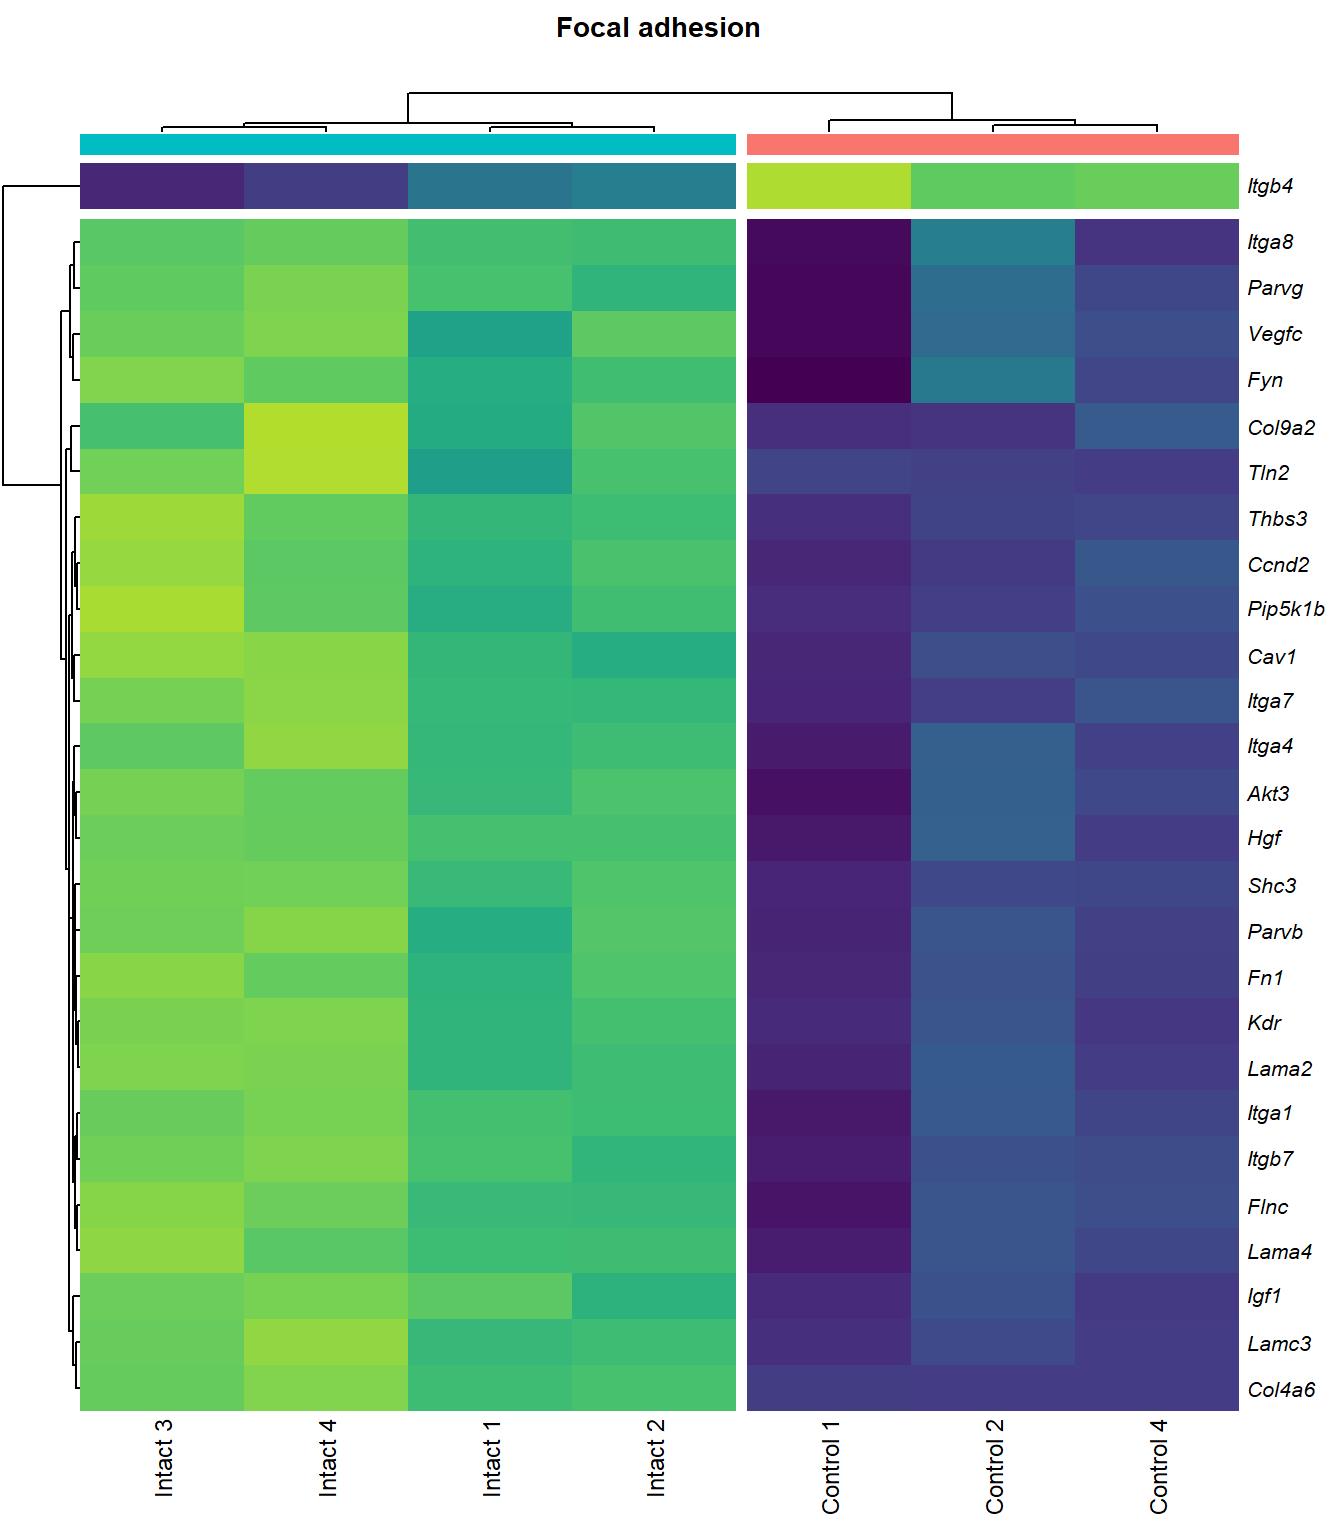 Focal adhesion
Itgb4
Itga8
Parvg
Vegfc
Fyn
Col9a2
Tln2
Thbs3
Ccnd2
Pip5k1b
Cav1
Itga7
Itga4
Akt3
Hgf
Shc3
Parvb
Fn1
Kdr
Lama2
Itga1
Itgb7
Flnc
Lama4
Igf1
Lamc3
Col4a6
Intact 3
Intact 4
Intact 1
Intact 2
Control 1
Control 2
Control 4